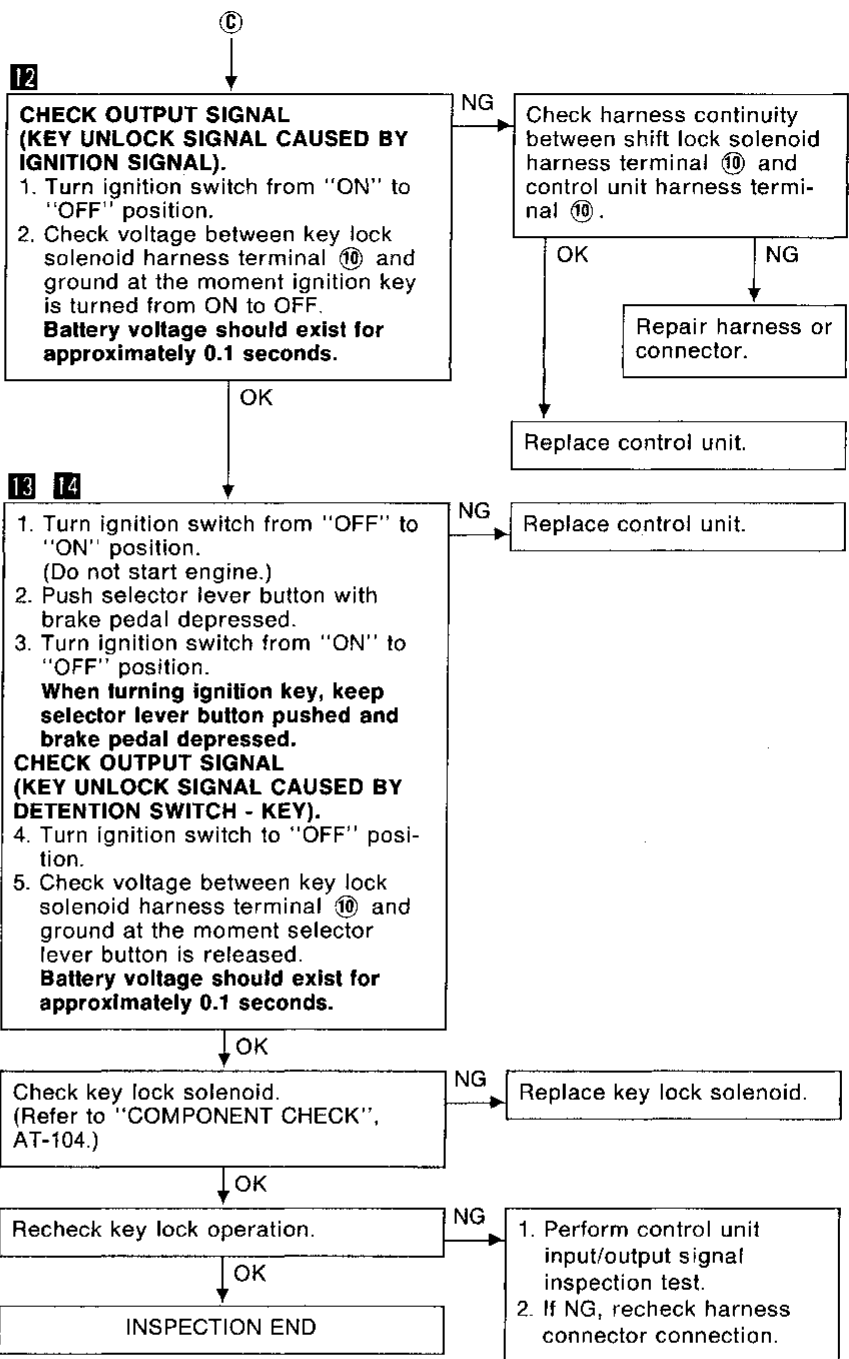 Ⓒ
12
CHECK OUTPUT SIGNAL
(KEY UNLOCK SIGNAL CAUSED BY
IGNITION SIGNAL).
1. Turn ignition switch from "ON" to
"OFF" position.
2. Check voltage between key lock
solenoid harness terminal ⑩ and
ground at the moment ignition key
is turned from ON to OFF.
Battery voltage should exist for
approximately 0.1 seconds.
NG
Check harness continuity
between shift lock solenoid
harness terminal ⑩ and
control unit harness termi-
nal ⑩.
OK
NG
Repair harness or
connector.
Replace control unit.
OK
13 14
1. Turn ignition switch from "OFF" to
"ON" position.
(Do not start engine.)
2. Push selector lever button with
brake pedal depressed.
3. Turn ignition switch from "ON" to
"OFF" position.
When turning ignition key, keep
selector lever button pushed and
brake pedal depressed.
CHECK OUTPUT SIGNAL
(KEY UNLOCK SIGNAL CAUSED BY
DETENTION SWITCH - KEY).
4. Turn ignition switch to "OFF" posi-
tion.
5. Check voltage between key lock
solenoid harness terminal ⑩ and
ground at the moment selector
lever button is released.
Battery voltage should exist for
approximately 0.1 seconds.
NG
Replace control unit.
OK
Check key lock solenoid.
(Refer to "COMPONENT CHECK",
AT-104.)
NG
Replace key lock solenoid.
OK
Recheck key lock operation.
NG
1. Perform control unit
input/output signal
inspection test.
2. If NG, recheck harness
connector connection.
OK
INSPECTION END